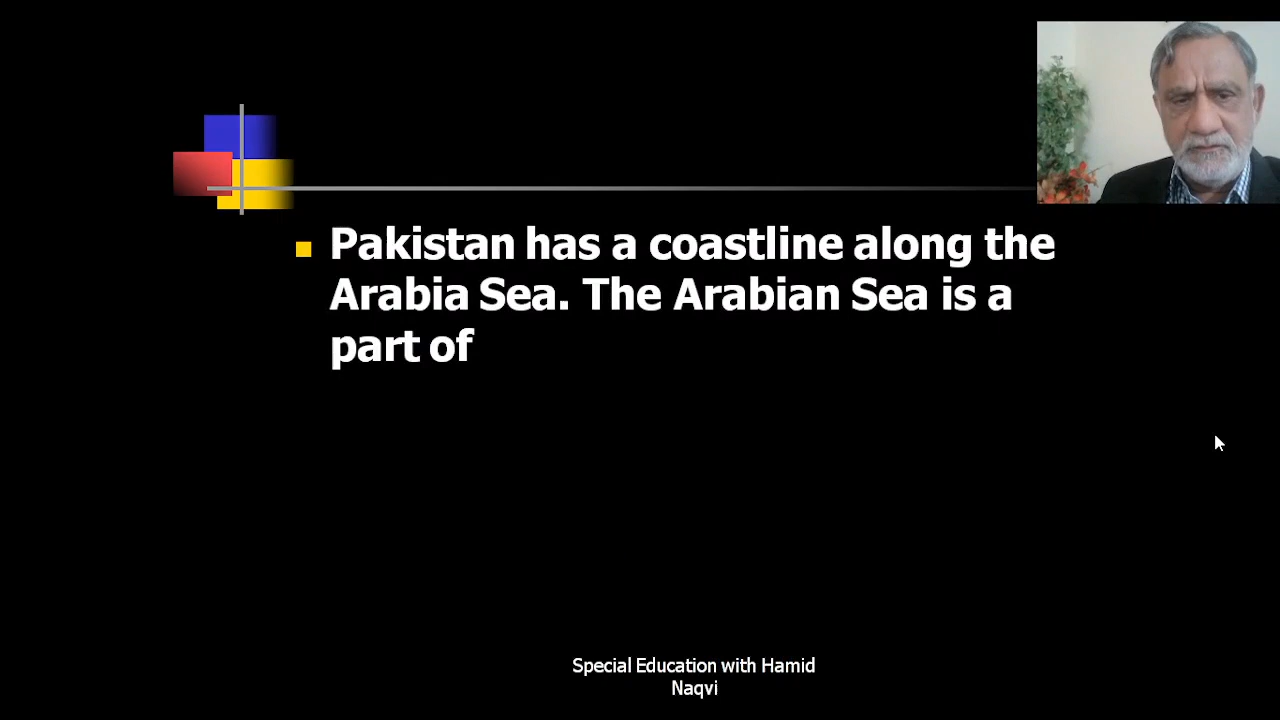 Pakistan has a coastline along the
Arabia Sea. The Arabian Sea is a
part of
Special Education with Hamid
Naqvi